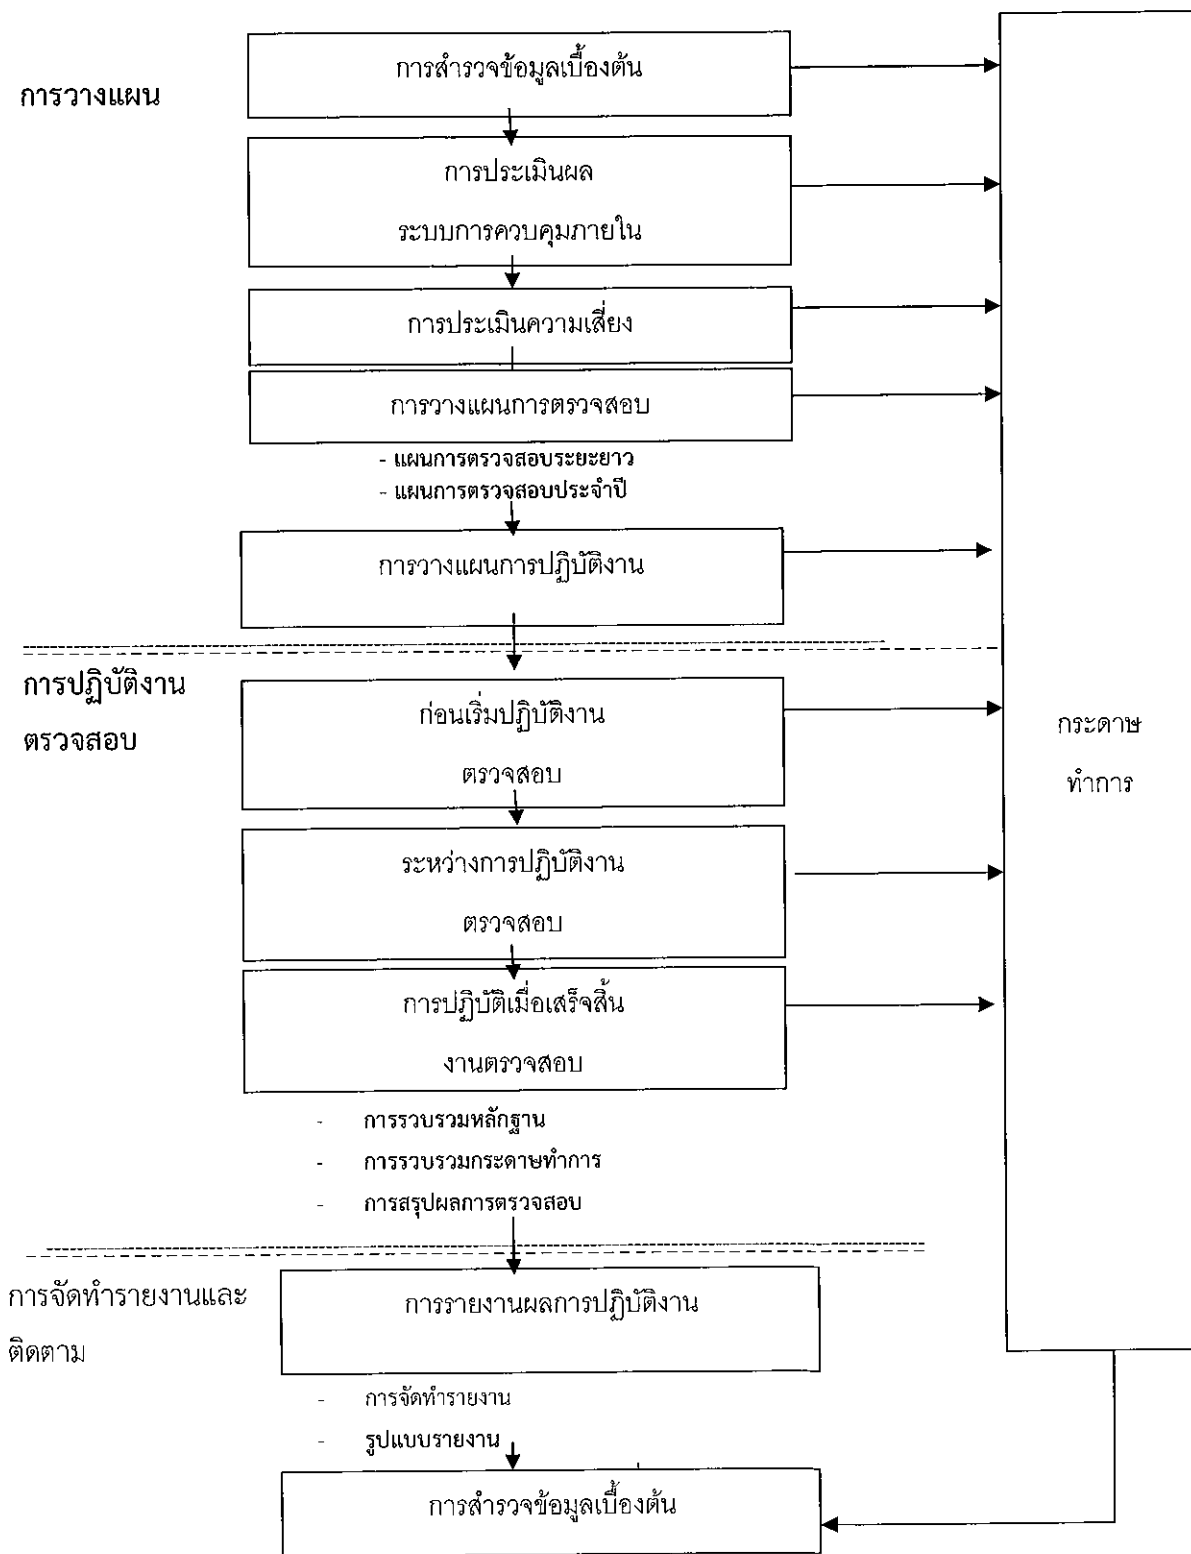 การสำรวจข้อมูลเบื้องต้น
การวางแผน
การประเมินผล
ระบบการควบคุมภายใน
การประเมินความเสี่ยง
การวางแผนการตรวจสอบ
- แผนการตรวจสอบระยะยาว
- แผนการตรวจสอบประจำปี
การวางแผนการปฏิบัติงาน
การปฏิบัติงาน
ตรวจสอบ
ก่อนเริ่มปฏิบัติงาน
ตรวจสอบ
กระดาษ
ทำการ
ระหว่างการปฏิบัติงาน
ตรวจสอบ
การปฏิบัติเมื่อเสร็จสิ้น
งานตรวจสอบ
- การรวบรวมหลักฐาน
- การรวบรวมกระดาษทำการ
- การสรุปผลการตรวจสอบ
การจัดทำรายงานและ
ติดตาม
การรายงานผลการปฏิบัติงาน
- การจัดทำรายงาน
- รูปแบบรายงาน
การสำรวจข้อมูลเบื้องต้น